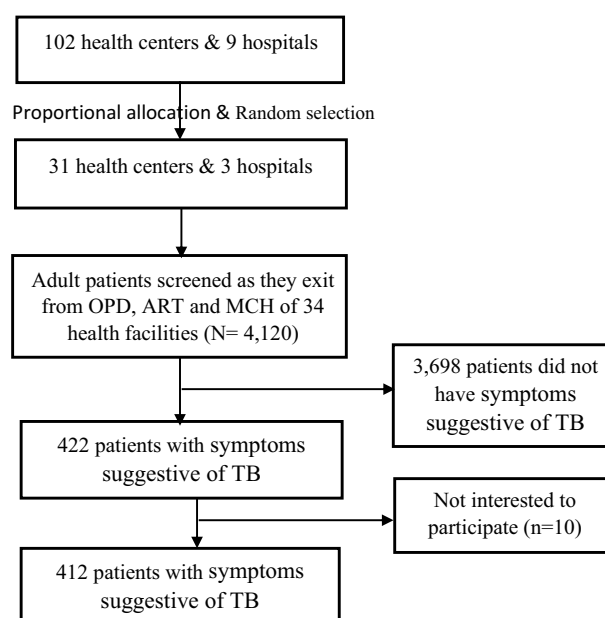 102 health centers & 9 hospitals
Proportional allocation & Random selection
31 health centers & 3 hospitals
Adult patients screened as they exit
from OPD, ART and MCH of 34
health facilities (N= 4,120)
3,698 patients did not
have symptoms
suggestive of TB
422 patients with symptoms
suggestive of TB
Not interested to
participate (n=10)
412 patients with symptoms
suggestive of TB